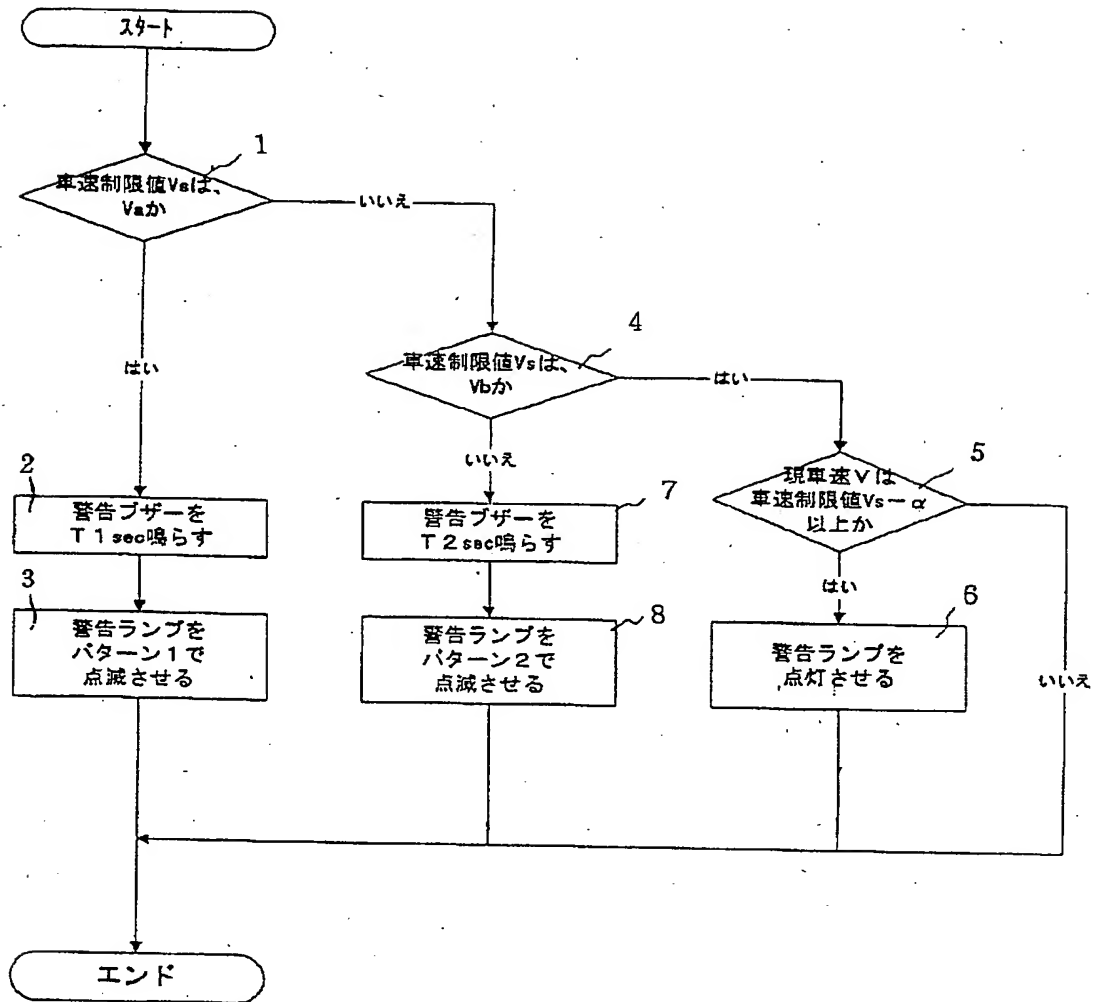 スタート
1
車速制限値Vsは、
Vaか
いいえ
はい
4
車速制限値Vsは、
Vbか
はい
いいえ
5
現車速Vは
車速制限値Vs－α
以上か
はい
いいえ
2
警告ブザーを
T1sec鳴らす
7
警告ブザーを
T2sec鳴らす
3
警告ランプを
パターン1で
点滅させる
8
警告ランプを
パターン2で
点滅させる
6
警告ランプを
点灯させる
エンド